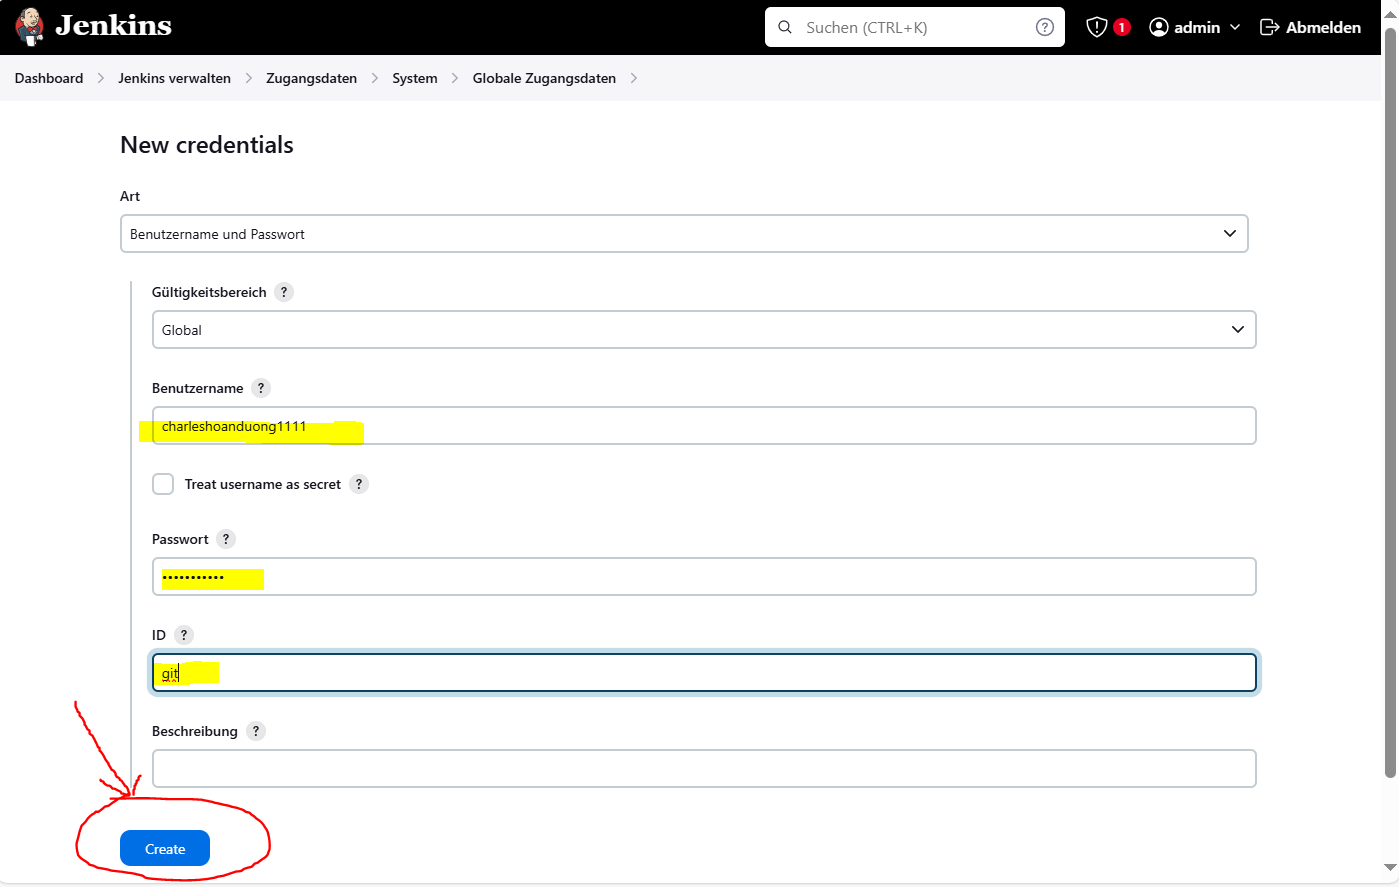 Jenkins
Suchen (CTRL+K)
?
1
admin
Abmelden
Dashboard
Jenkins verwalten
Zugangsdaten
System
Globale Zugangsdaten
New credentials
Art
Benutzername und Passwort
Gültigkeitsbereich ?
Global
Benutzername ?
charleshoanduong1111
Treat username as secret ?
Passwort ?
•••••••••••
ID ?
git
Beschreibung ?
Create